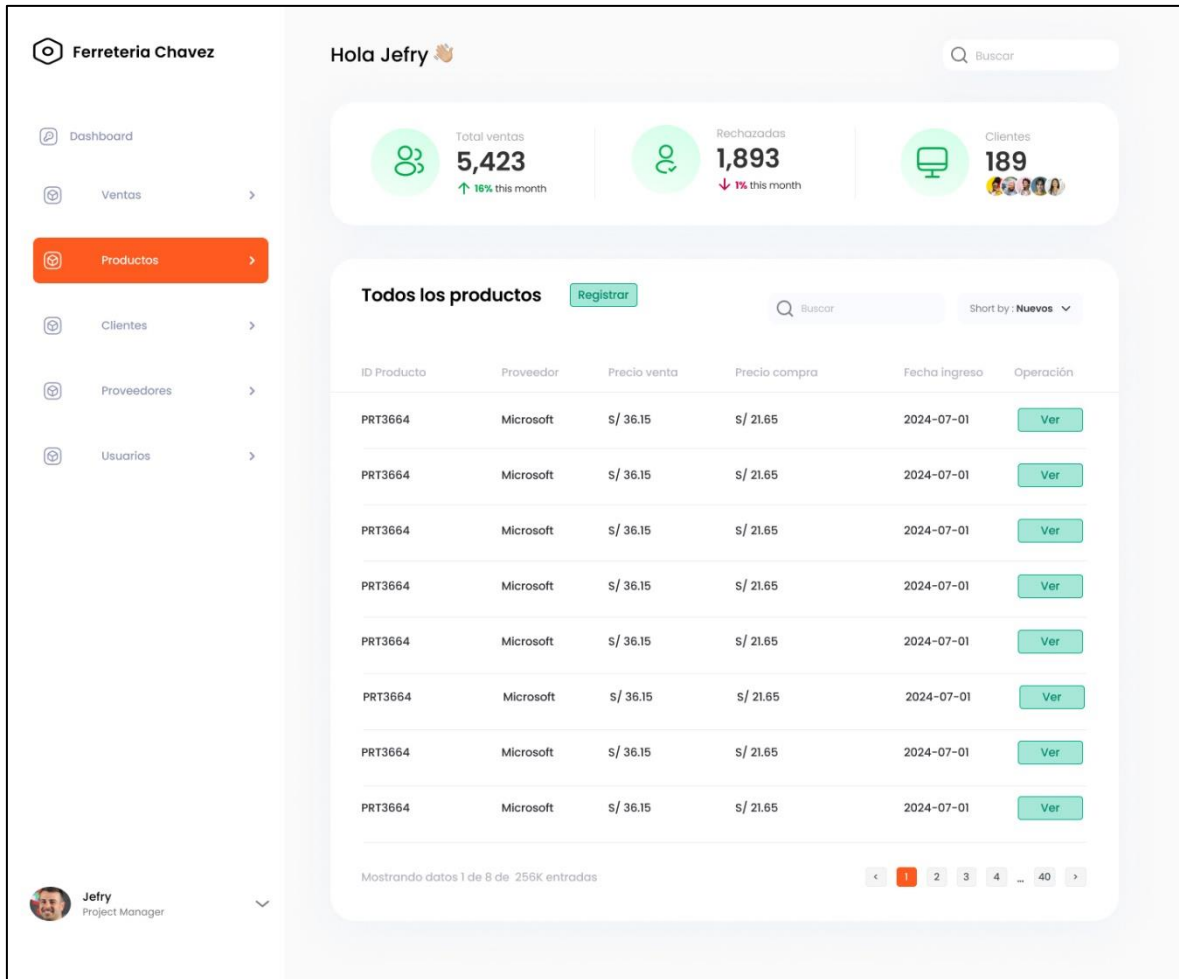 Ferreteria Chavez
Dashboard
Ventas
Productos
Clientes
Proveedores
Usuarios
Jefry
Project Manager
Hola Jefry 👋🏼
Buscar
Total ventas
5,423
↑ 16% this month
Rechazadas
1,893
↓ 1% this month
Clientes
189
Todos los productos Registrar Buscar Short by : Nuevos
ID Producto Proveedor Precio venta Precio compra Fecha ingreso Operación
PRT3664 Microsoft S/ 36.15 S/ 21.65 2024-07-01 Ver
PRT3664 Microsoft S/ 36.15 S/ 21.65 2024-07-01 Ver
PRT3664 Microsoft S/ 36.15 S/ 21.65 2024-07-01 Ver
PRT3664 Microsoft S/ 36.15 S/ 21.65 2024-07-01 Ver
PRT3664 Microsoft S/ 36.15 S/ 21.65 2024-07-01 Ver
PRT3664 Microsoft S/ 36.15 S/ 21.65 2024-07-01 Ver
PRT3664 Microsoft S/ 36.15 S/ 21.65 2024-07-01 Ver
PRT3664 Microsoft S/ 36.15 S/ 21.65 2024-07-01 Ver
Mostrando datos 1 de 8 de 256K entradas < 1 2 3 4 ... 40 >